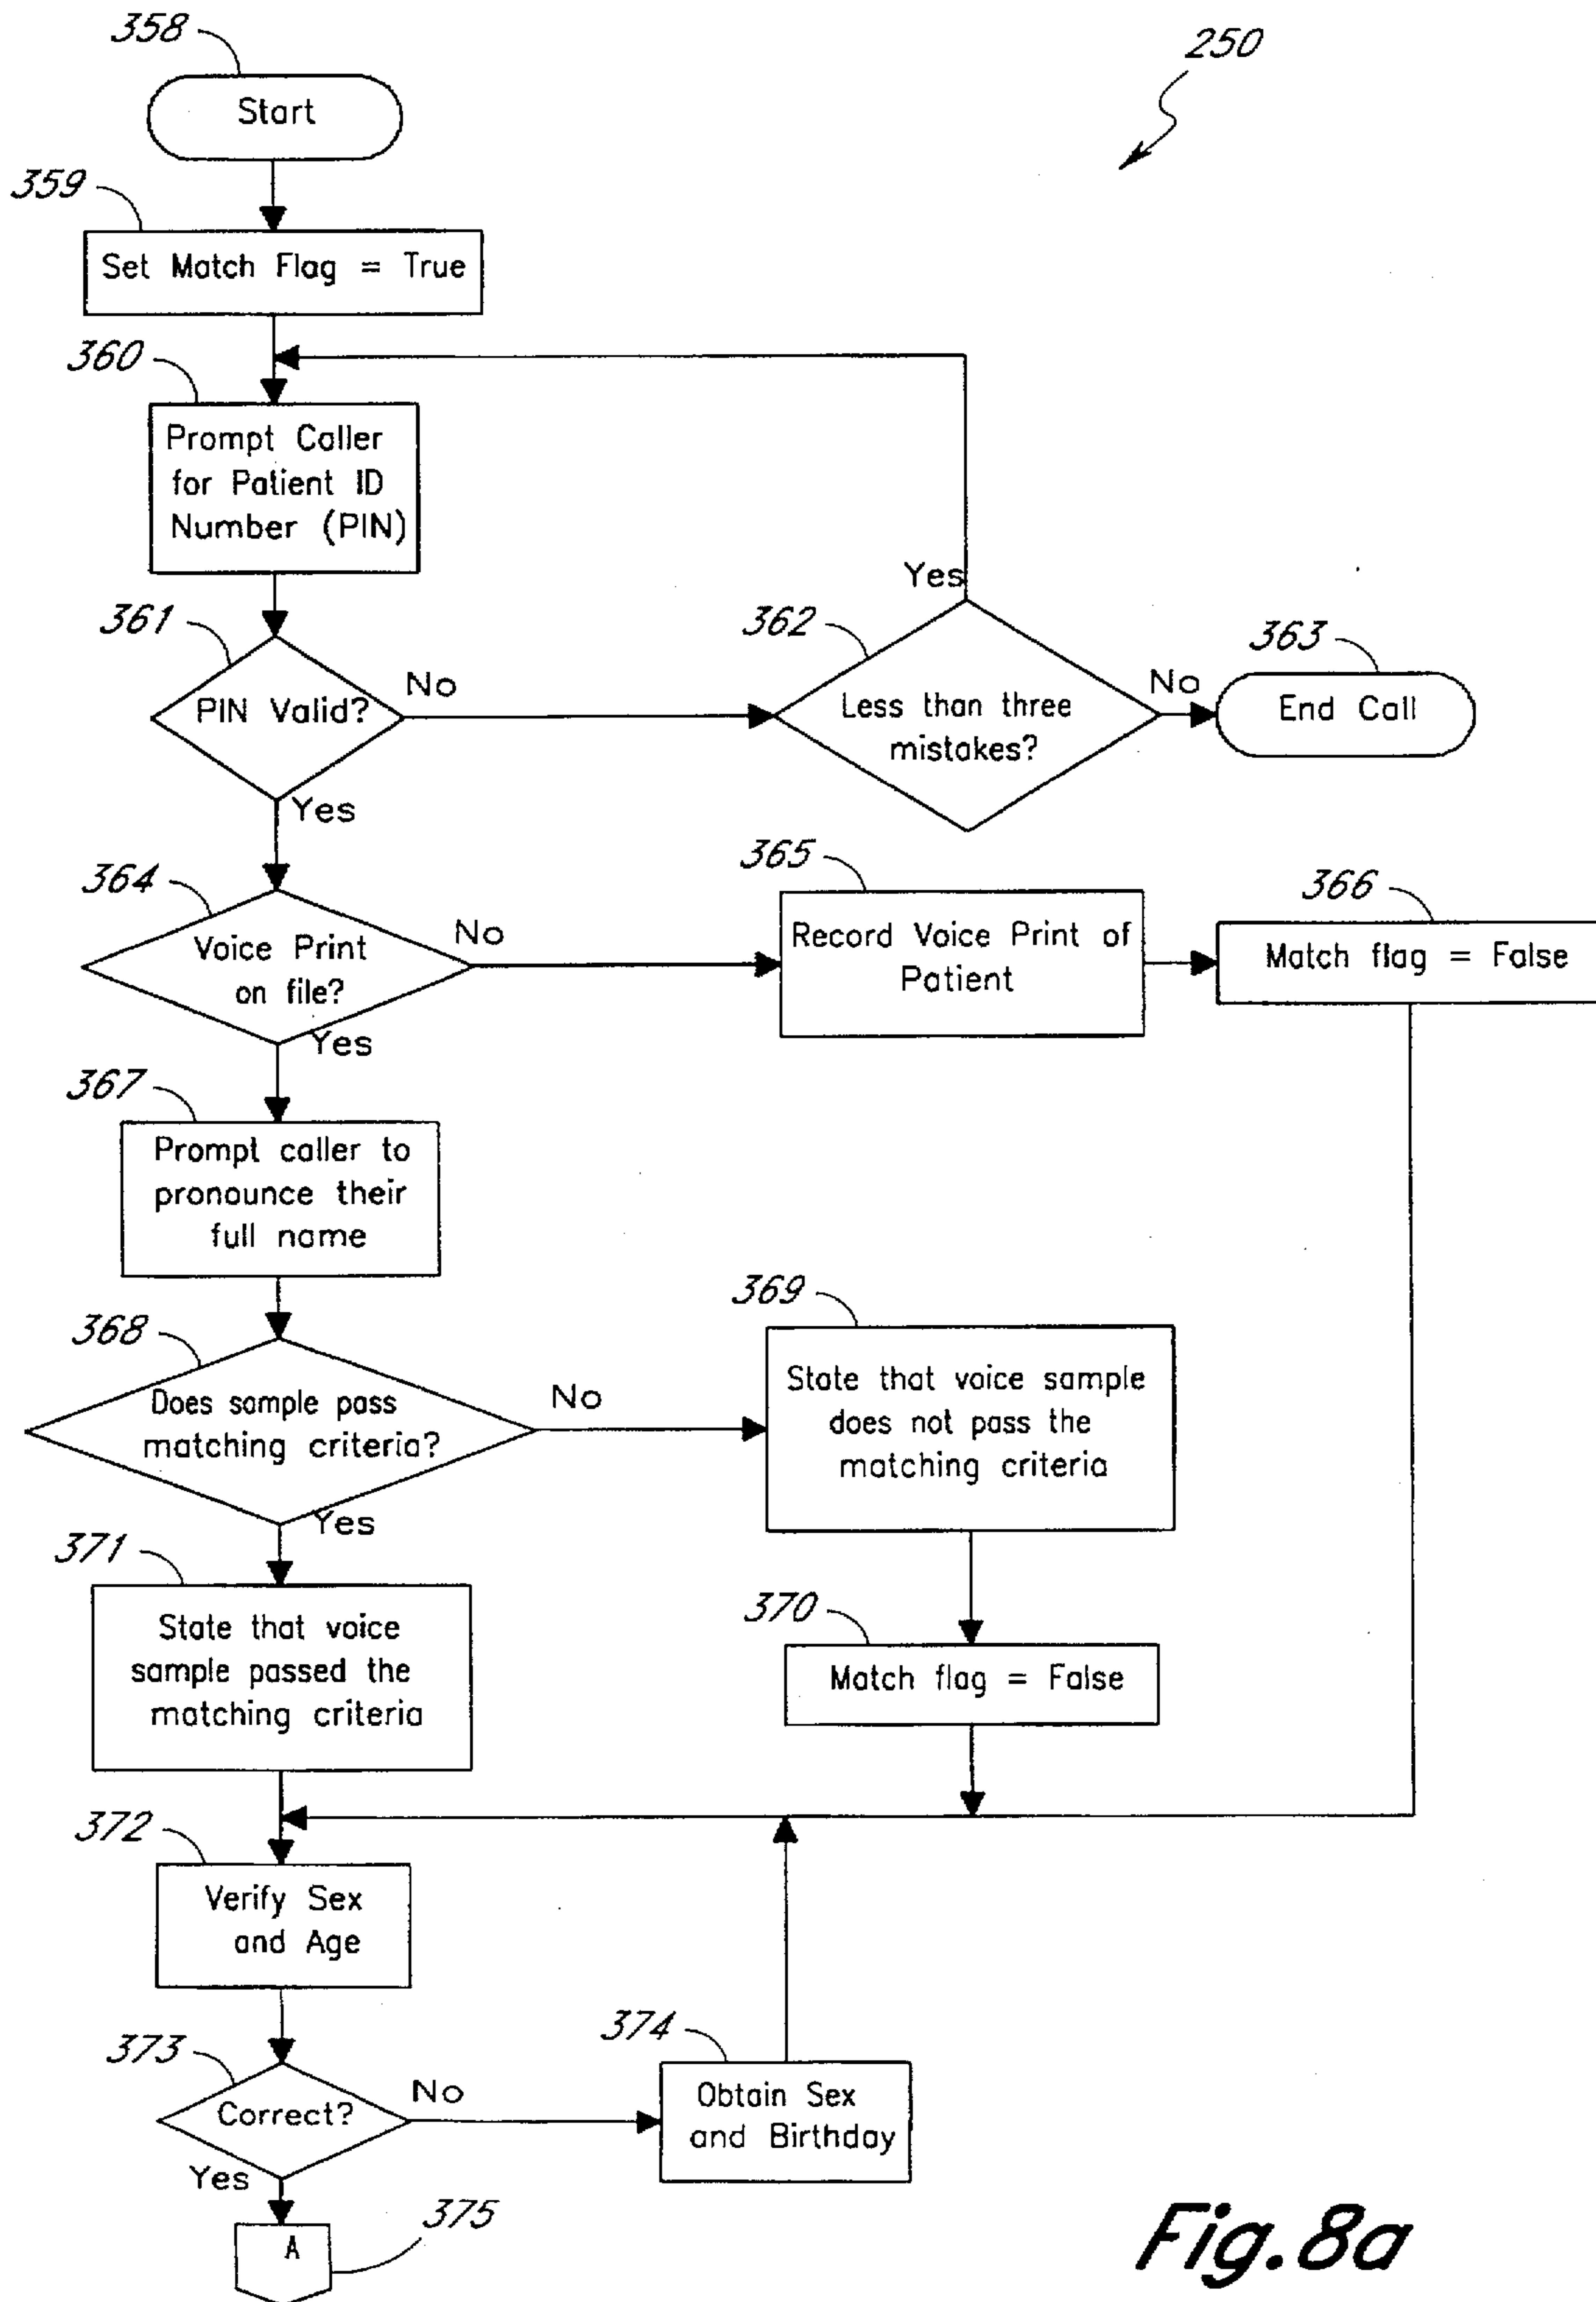 358
250
Start
359
Set Match Flag = True
360
Prompt Caller
for Patient ID
Number (PIN)
Yes
361
362
363
PIN Valid?
No
Less than three
mistakes?
No
End Call
Yes
364
365
366
Voice Print
on file?
No
Record Voice Print of
Patient
Match flag = False
Yes
367
Prompt caller to
pronounce their
full name
368
369
Does sample pass
matching criteria?
No
State that voice sample
does not pass the
matching criteria
Yes
371
370
State that voice
sample passed the
matching criteria
Match flag = False
372
Verify Sex
and Age
373
374
Correct?
No
Obtain Sex
and Birthday
Yes
375
A
Fig. 8a